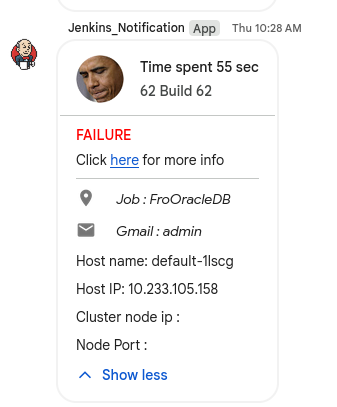 Jenkins_Notification App Thu 10:28 AM
Time spent 55 sec
62 Build 62
FAILURE
Click here for more info
Job : FroOracleDB
Gmail : admin
Host name: default-1lscg
Host IP: 10.233.105.158
Cluster node ip :
Node Port :
Show less